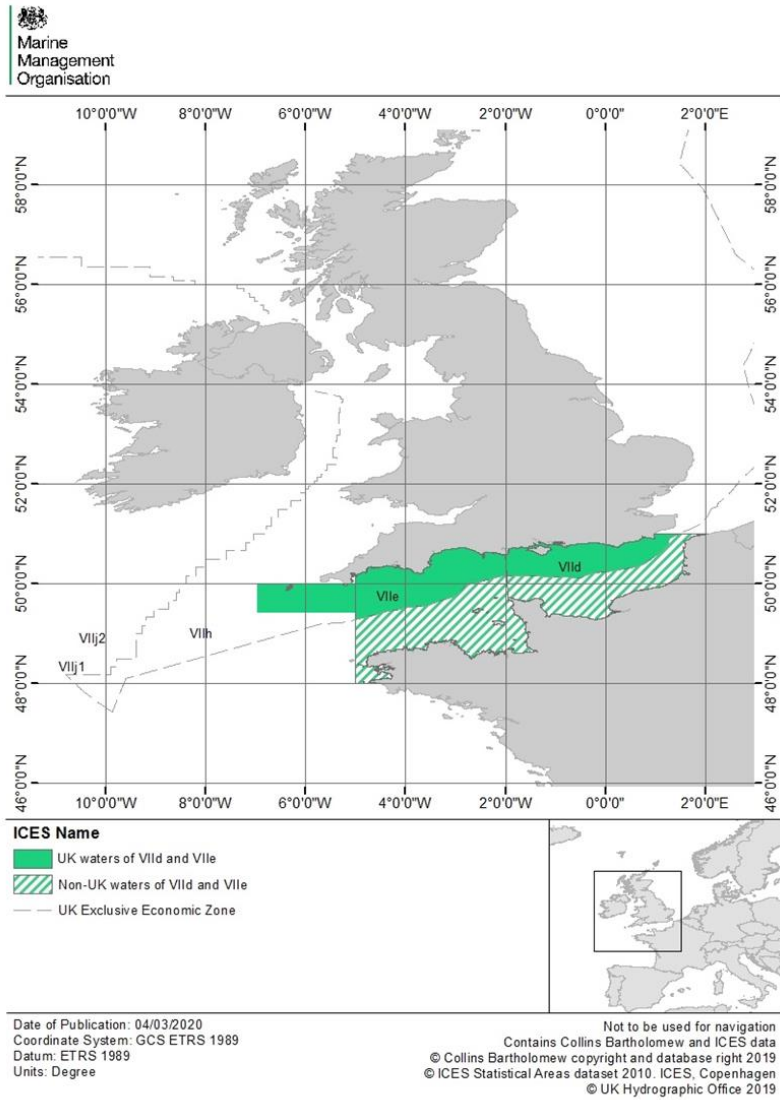 Marine
Management
Organisation
10°0'0"W 8°0'0"W 6°0'0"W 4°0'0"W 2°0'0"W 0°0'0" 2°0'0"E
58°0'0"N 58°0'0"N
56°0'0"N 56°0'0"N
54°0'0"N 54°0'0"N
52°0'0"N 52°0'0"N
VIId
50°0'0"N 50°0'0"N
VIIe
VIIj2 VIIh
VIIj1
48°0'0"N 48°0'0"N
46°0'0"N 46°0'0"N
10°0'0"W 8°0'0"W 6°0'0"W 4°0'0"W 2°0'0"W 0°0'0" 2°0'0"E
ICES Name
UK waters of VIId and VIIe
Non-UK waters of VIId and VIIe
UK Exclusive Economic Zone
Date of Publication: 04/03/2020
Coordinate System: GCS ETRS 1989
Datum: ETRS 1989
Units: Degree
Not to be used for navigation
Contains Collins Bartholomew and ICES data
© Collins Bartholomew copyright and database right 2019
© ICES Statistical Areas dataset 2010. ICES, Copenhagen
© UK Hydrographic Office 2019